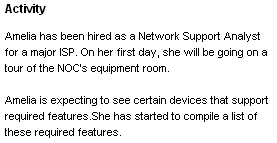 Activity
Amelia has been hired as a Network Support Analyst
for a major ISP. On her first day, she will be going on a
tour of the NOC's equipment room.
Amelia is expecting to see certain devices that support
required features.She has started to compile a list of
these required features.